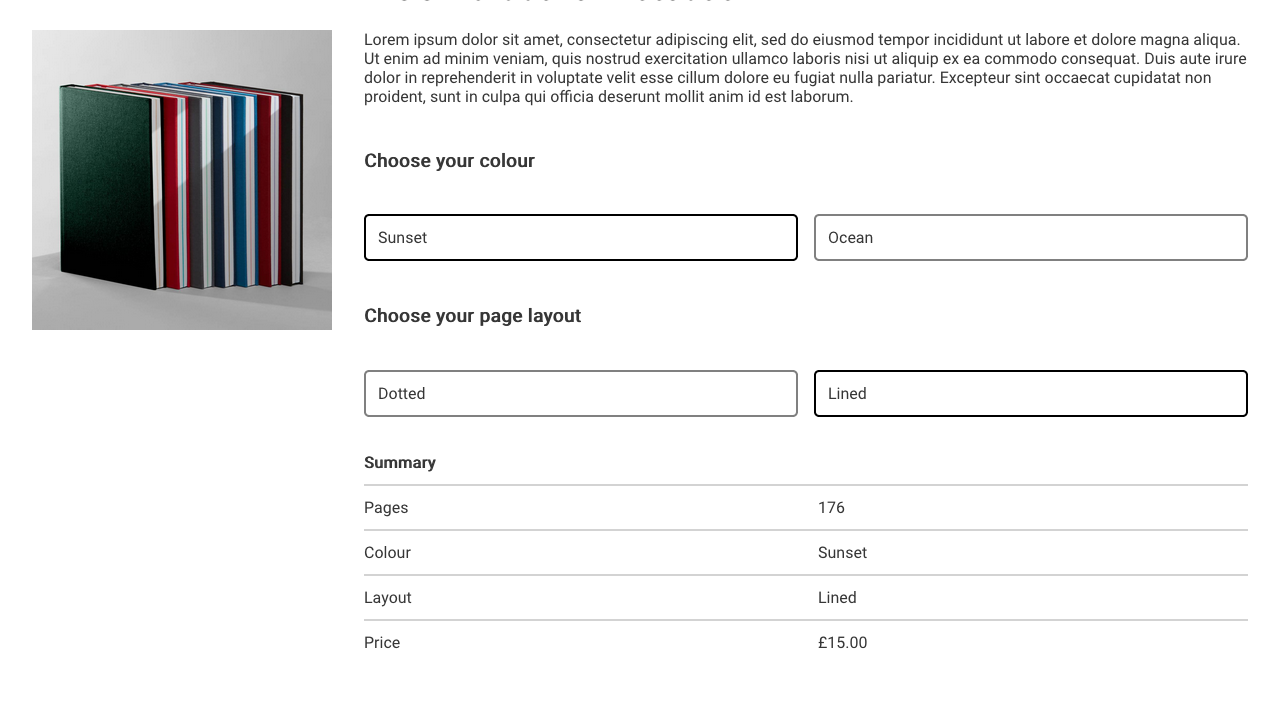 Lorem ipsum dolor sit amet, consectetur adipiscing elit, sed do eiusmod tempor incididunt ut labore et dolore magna aliqua.
Ut enim ad minim veniam, quis nostrud exercitation ullamco laboris nisi ut aliquip ex ea commodo consequat. Duis aute irure
dolor in reprehenderit in voluptate velit esse cillum dolore eu fugiat nulla pariatur. Excepteur sint occaecat cupidatat non
proident, sunt in culpa qui officia deserunt mollit anim id est laborum.
Choose your colour
Sunset
Ocean
Choose your page layout
Dotted
Lined
Summary
Pages 176
Colour Sunset
Layout Lined
Price £15.00